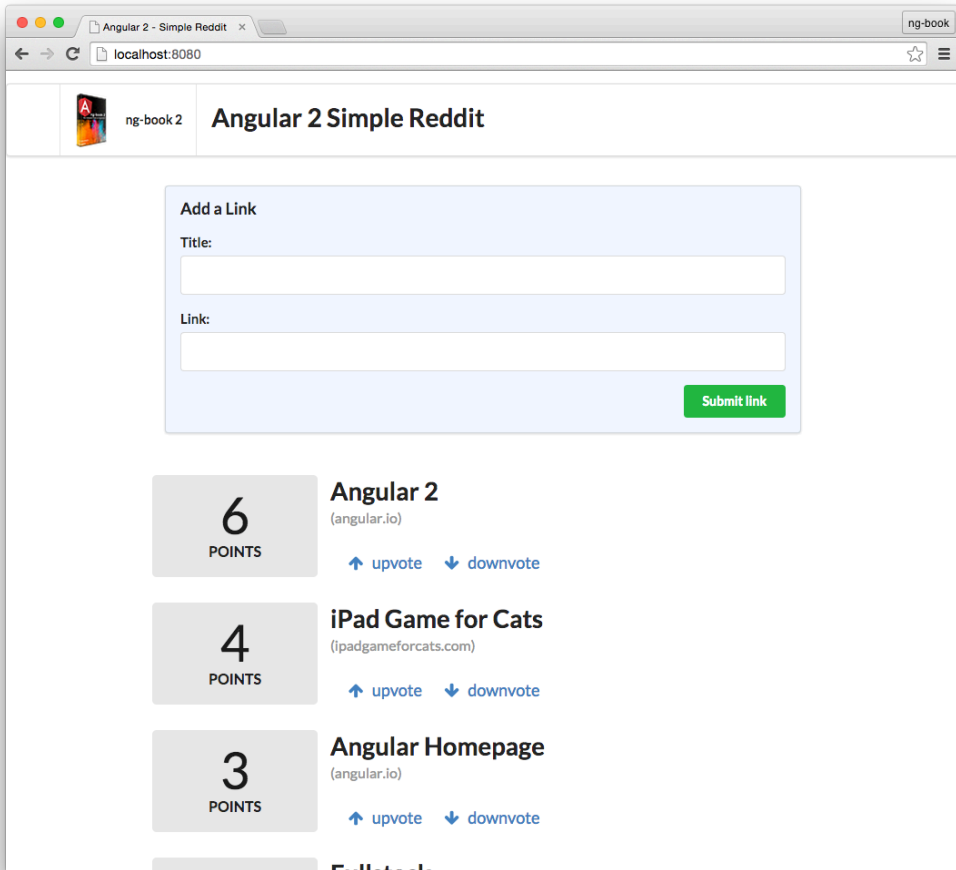 Angular 2 - Simple Reddit
ng-book
localhost:8080
ng-book 2
Angular 2 Simple Reddit
Add a Link
Title:
Link:
Submit link
6
POINTS
Angular 2
(angular.io)
upvote downvote
4
POINTS
iPad Game for Cats
(ipadgameforcats.com)
upvote downvote
3
POINTS
Angular Homepage
(angular.io)
upvote downvote